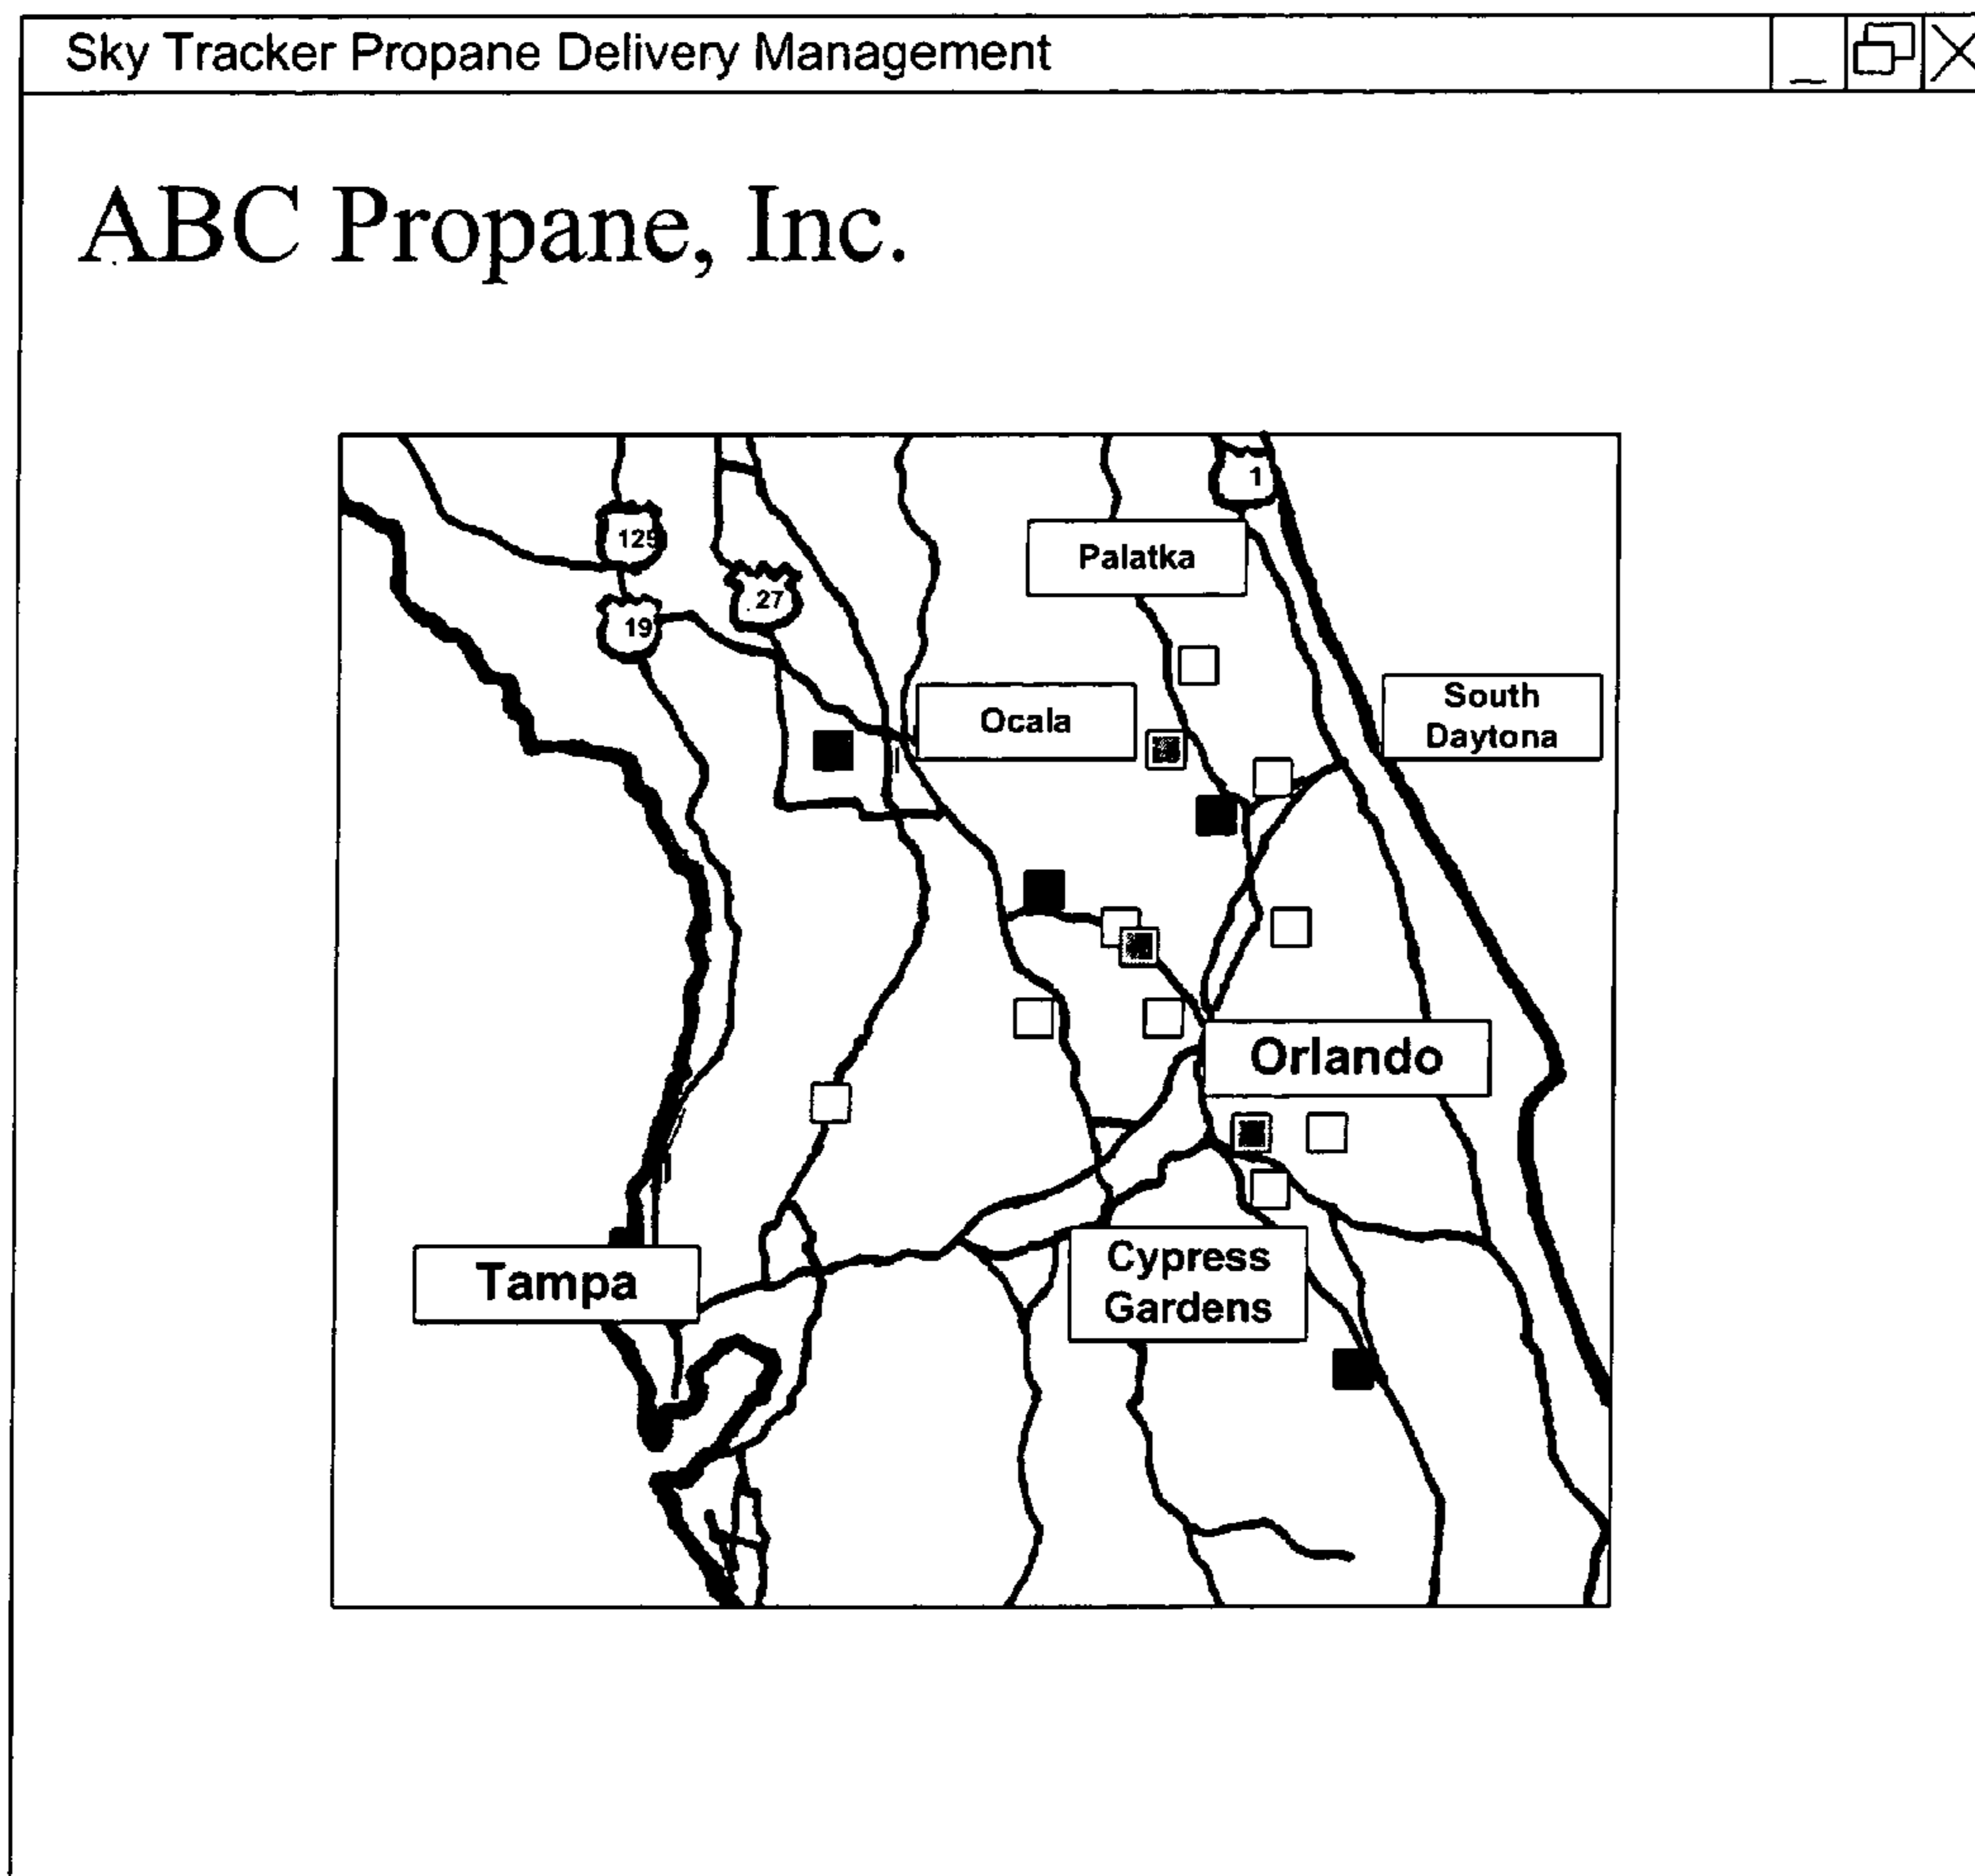 Sky Tracker Propane Delivery Management
ABC Propane, Inc.
1
125
Palatka
27
19
Ocala
South
Daytona
Orlando
Tampa
Cypress
Gardens